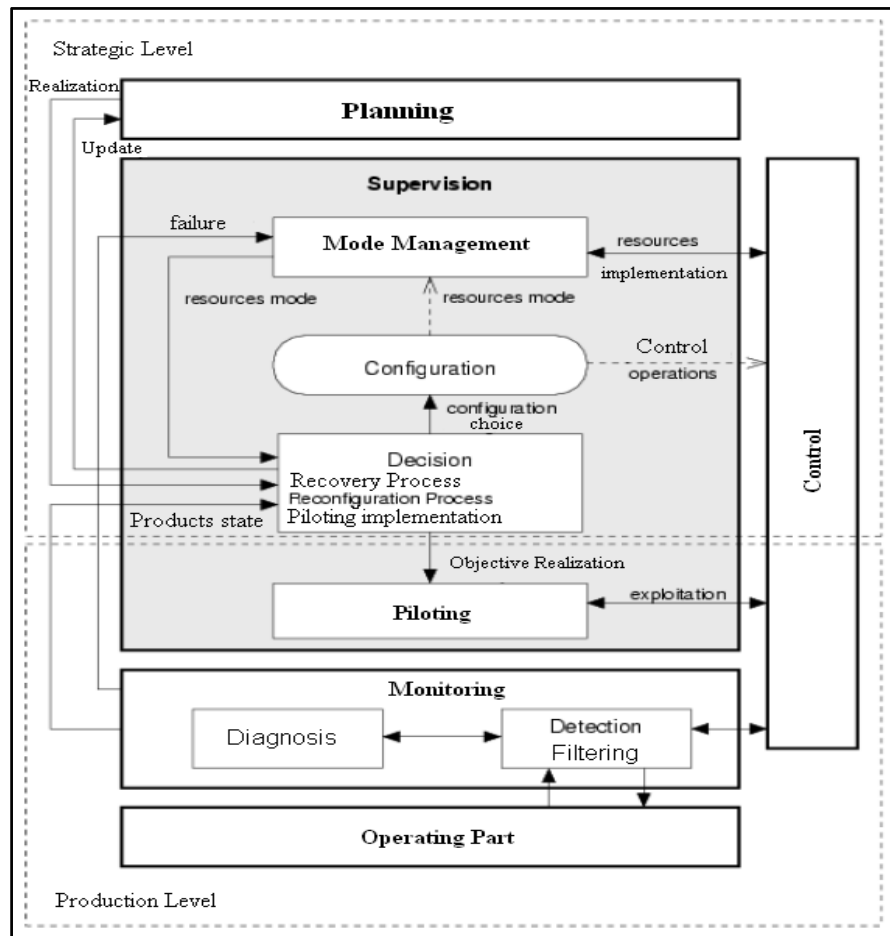 Strategic Level
Realization
Planning
Update
Supervision
failure
Mode Management
resources
implementation
resources mode
resources mode
Configuration
Control
operations
configuration
choice
Decision
Recovery Process
Reconfiguration Process
Piloting implementation
Products state
Control
Objective Realization
Piloting
exploitation
Monitoring
Diagnosis
Detection
Filtering
Operating Part
Production Level